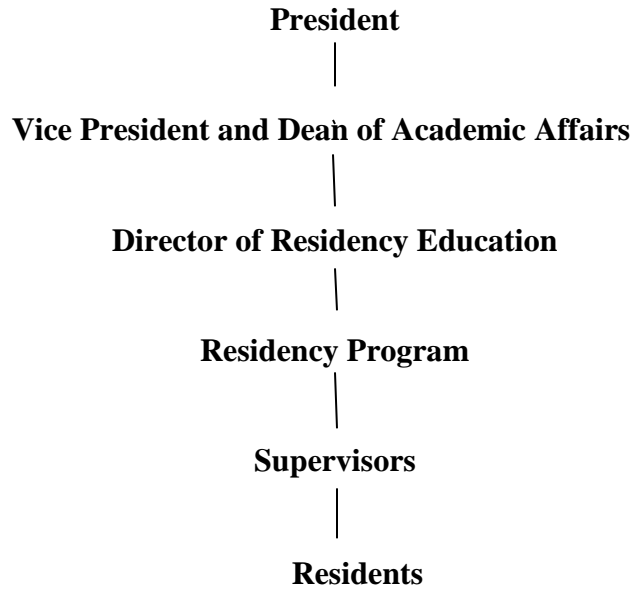 President
Vice President and Dean of Academic Affairs
Director of Residency Education
Residency Program
Supervisors
Residents